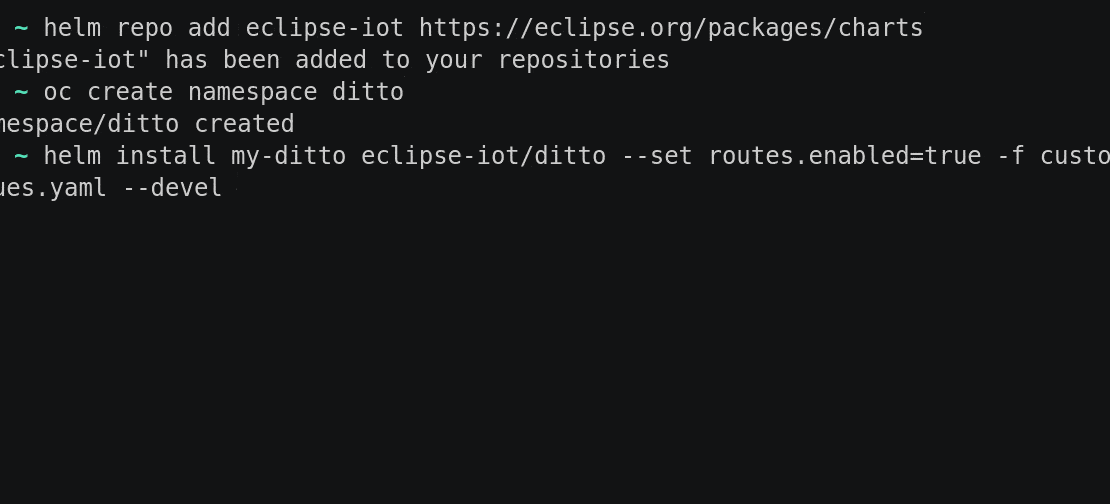 ~ helm repo add eclipse-iot https://eclipse.org/packages/charts
clipse-iot" has been added to your repositories
~ oc create namespace ditto
mespace/ditto created
~ helm install my-ditto eclipse-iot/ditto --set routes.enabled=true -f custo
ues.yaml --devel